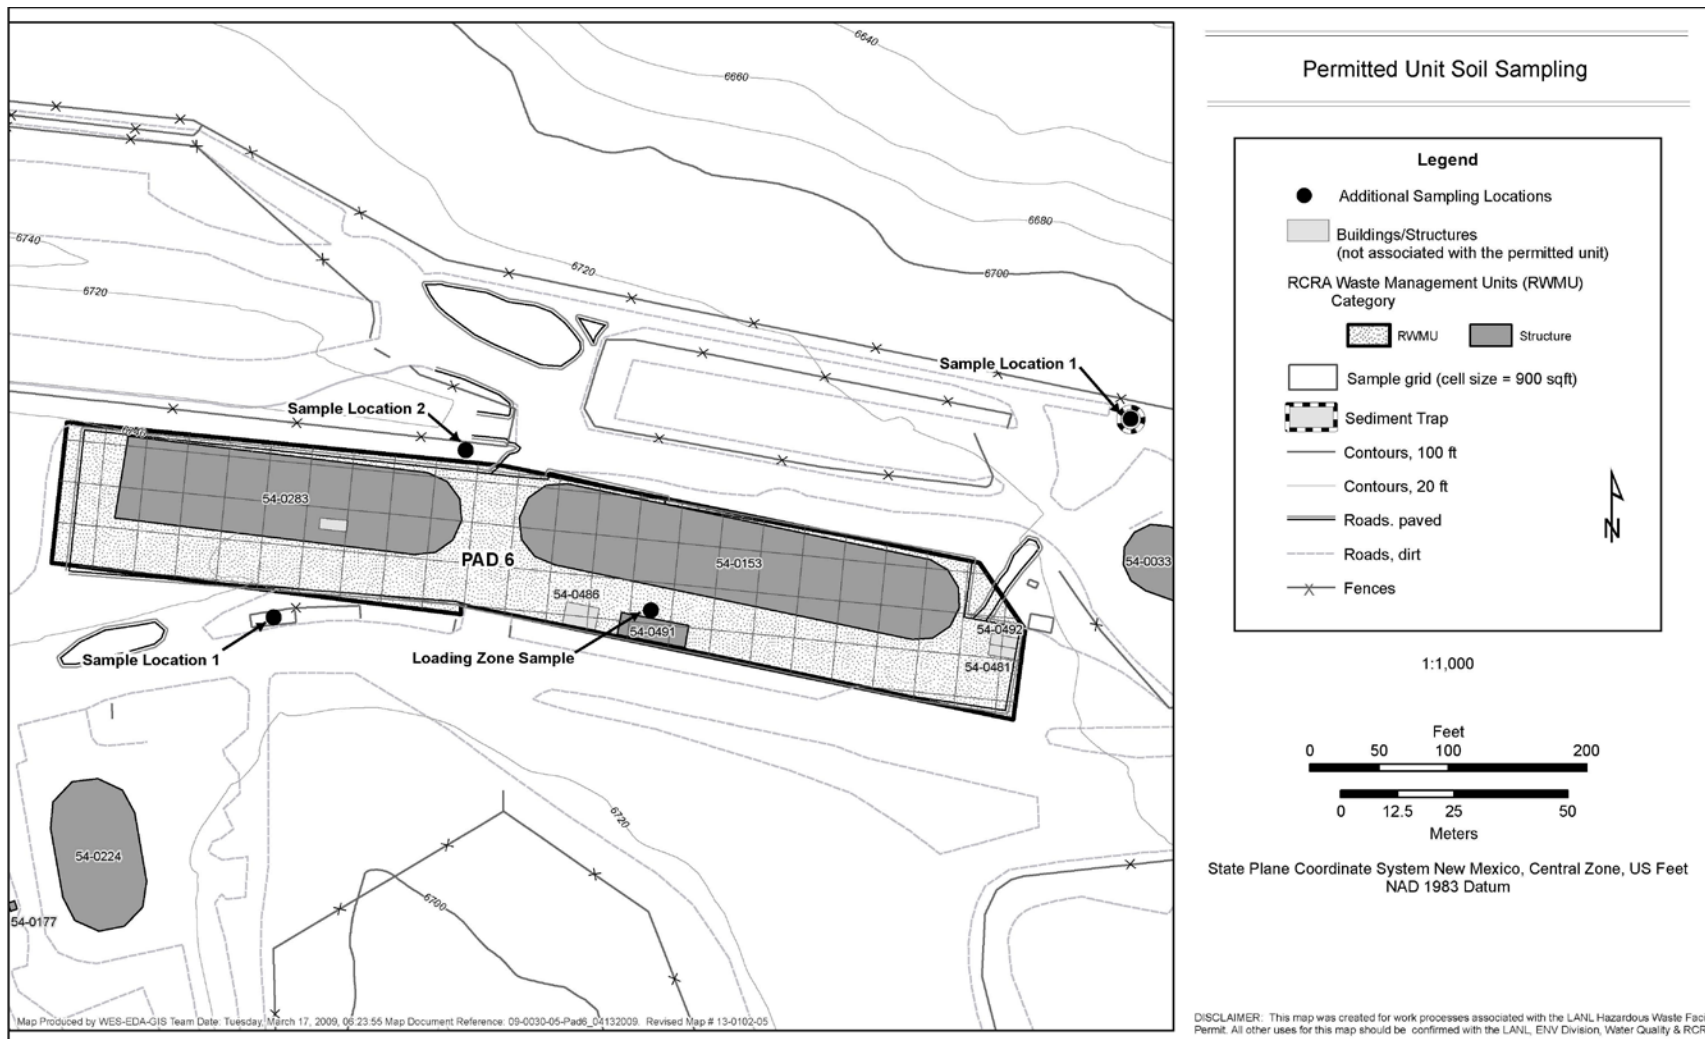 6640
6660
6680
6700
6720
6740
6720
Sample Location 1
Sample Location 2
54-0283
PAD 6
54-0153
54-0033
54-0486
54-0491
54-0492
54-0481
Sample Location 1
Loading Zone Sample
6720
54-0224
6700
54-0177
Map Produced by WES-EDA-GIS Team Date: Tuesday, March 17, 2009, 06:23:55 Map Document Reference: 09-0030-05-Pad6_04132009. Revised Map # 13-0102-05
Permitted Unit Soil Sampling
Legend
Additional Sampling Locations
Buildings/Structures
(not associated with the permitted unit)
RCRA Waste Management Units (RWMU)
Category
RWMU Structure
Sample grid (cell size = 900 sqft)
Sediment Trap
Contours, 100 ft
Contours, 20 ft
Roads. paved
Roads, dirt
Fences
N
1:1,000
Feet
0 50 100 200
0 12.5 25 50
Meters
State Plane Coordinate System New Mexico, Central Zone, US Feet
NAD 1983 Datum
DISCLAIMER: This map was created for work processes associated with the LANL Hazardous Waste Faci
Permit. All other uses for this map should be confirmed with the LANL, ENV Division, Water Quality & RCR